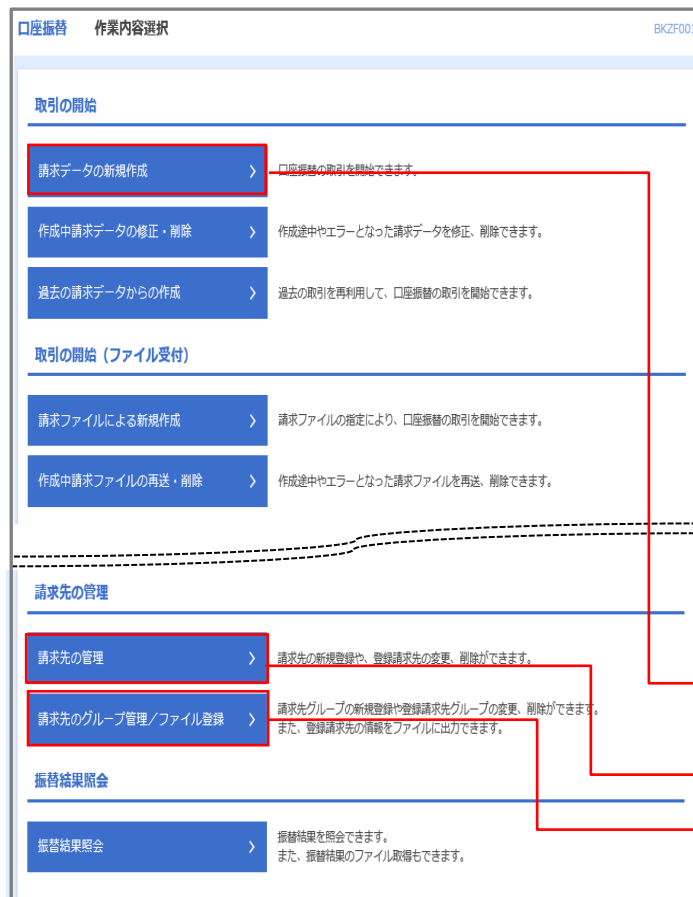 口座振替 作業内容選択 BKZF001
取引の開始
請求データの新規作成 口座振替の取引を開始できます。
作成中請求データの修正・削除 作成途中やエラーとなった請求データを修正、削除できます。
過去の請求データからの作成 過去の取引を再利用して、口座振替の取引を開始できます。
取引の開始（ファイル受付）
請求ファイルによる新規作成 請求ファイルの指定により、口座振替の取引を開始できます。
作成中請求ファイルの再送・削除 作成途中やエラーとなった請求ファイルを再送、削除できます。
請求先の管理
請求先の管理 請求先の新規登録や、登録請求先の変更、削除ができます。
請求先のグループ管理／ファイル登録 請求先グループの新規登録や登録請求先グループの変更、削除ができます。
また、登録請求先の情報をファイルに出力できます。
振替結果照会
振替結果照会 振替結果を照会できます。
また、振替結果のファイル取得もできます。